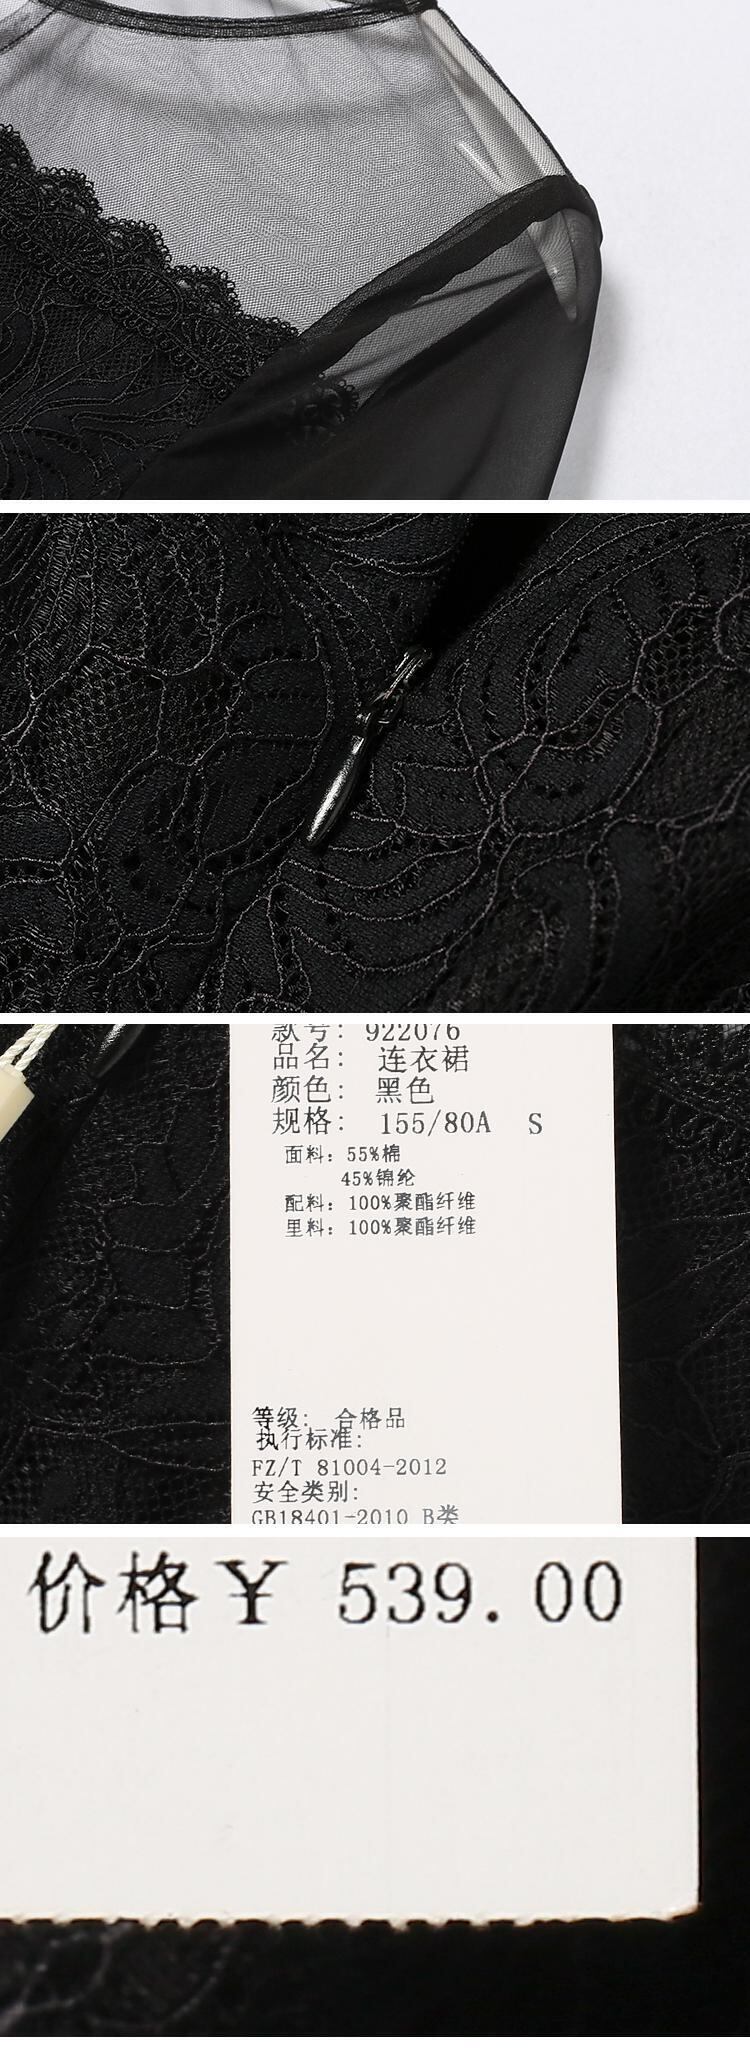 款号: 922076
品名: 连衣裙
颜色: 黑色
规格: 155/80A S
面料: 55%棉
45%锦纶
配料: 100%聚酯纤维
里料: 100%聚酯纤维
等级: 合格品
执行标准:
FZ/T 81004-2012
安全类别:
GB18401-2010 B类
价格¥ 539.00